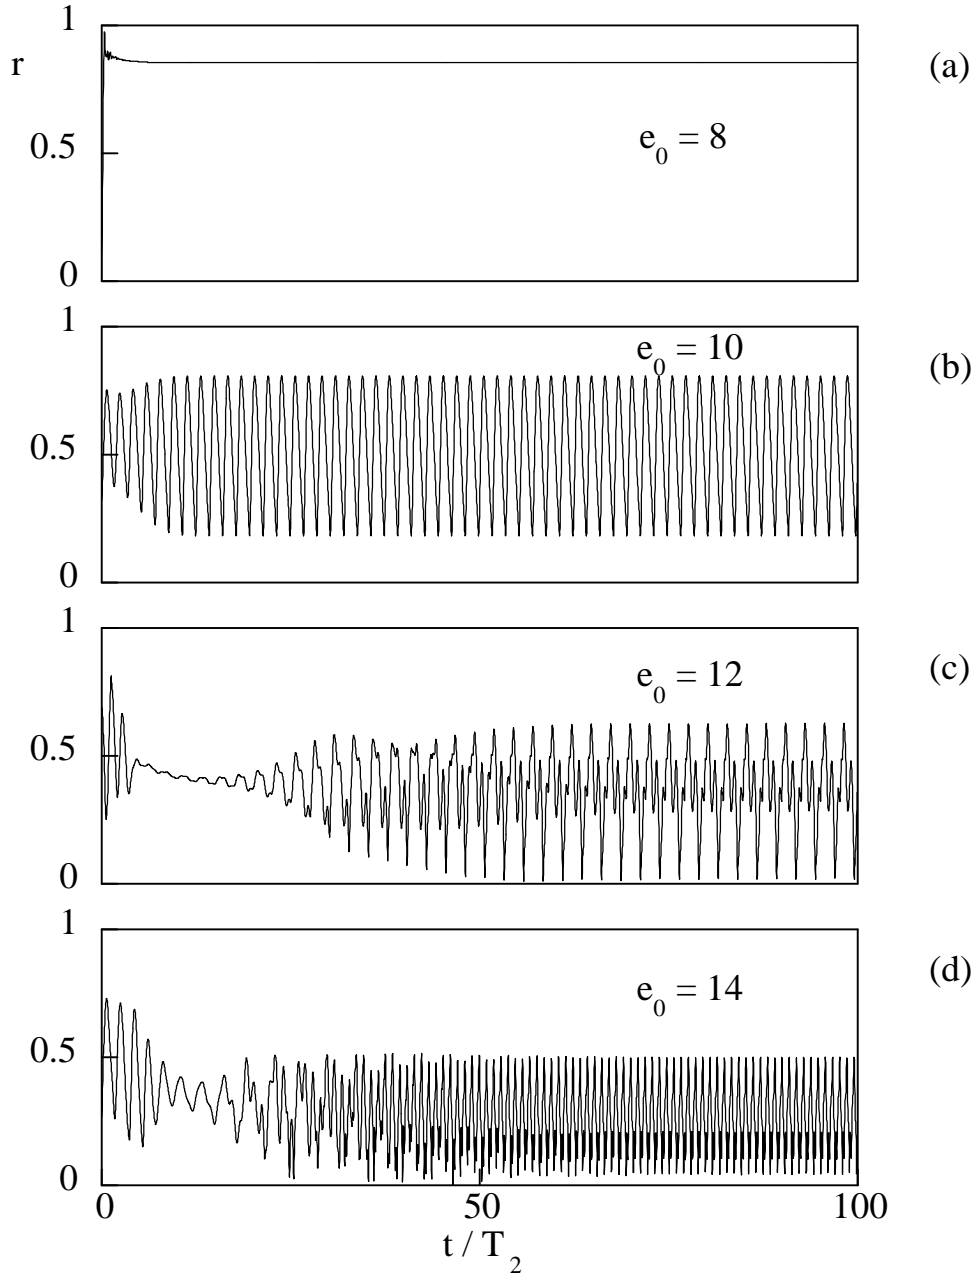 1
r
(a)
e₀ = 8
0.5
0
1
e₀ = 10
(b)
0.5
0
1
(c)
e₀ = 12
0.5
0
1
(d)
e₀ = 14
0.5
0
0 50 100
t / T₂